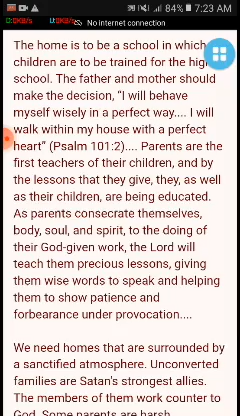 0:0KB/s U:0KB/s 84% 7:23 AM
No internet connection
The home is to be a school in which
children are to be trained for the high
school. The father and mother should
make the decision, “I will behave
myself wisely in a perfect way.... I will
walk within my house with a perfect
heart” (Psalm 101:2).... Parents are the
first teachers of their children, and by
the lessons that they give, they, as well
as their children, are being educated.
As parents consecrate themselves,
body, soul, and spirit, to the doing of
their God-given work, the Lord will
teach them precious lessons, giving
them wise words to speak and helping
them to show patience and
forbearance under provocation....
We need homes that are surrounded by
a sanctified atmosphere. Unconverted
families are Satan's strongest allies.
The members of them work counter to
God. Some parents are harsh,